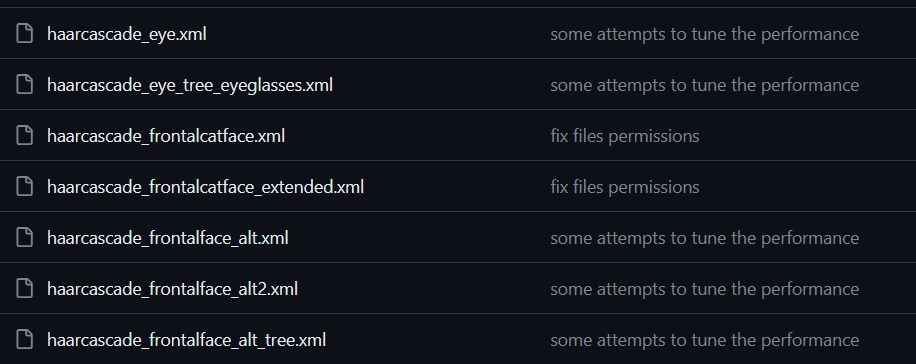 haarcascade_eye.xml some attempts to tune the performance
haarcascade_eye_tree_eyeglasses.xml some attempts to tune the performance
haarcascade_frontalcatface.xml fix files permissions
haarcascade_frontalcatface_extended.xml fix files permissions
haarcascade_frontalface_alt.xml some attempts to tune the performance
haarcascade_frontalface_alt2.xml some attempts to tune the performance
haarcascade_frontalface_alt_tree.xml some attempts to tune the performance